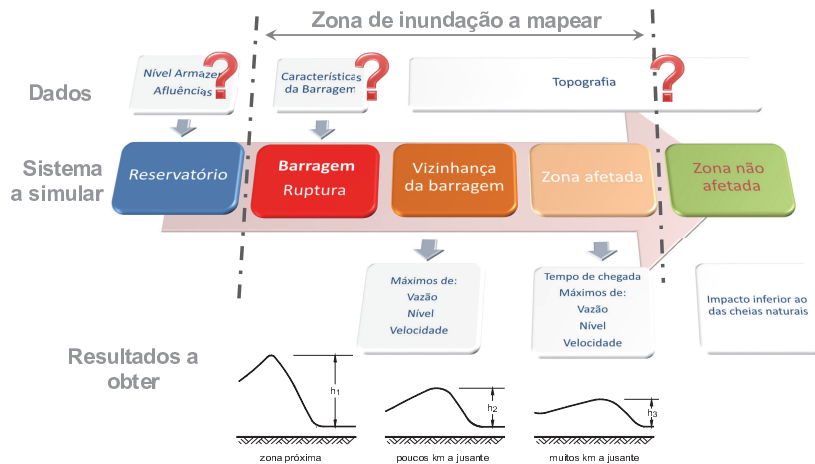 Zona de inundação a mapear
Dados
Nível Armazen
Afluências
?
Características
da Barragem
?
Topografia
?
Sistema
a simular
Reservatório
Barragem
Ruptura
Vizinhança
da barragem
Zona afetada
Zona não
afetada
Máximos de:
Vazão
Nível
Velocidade
Tempo de chegada
Máximos de:
Vazão
Nível
Velocidade
Impacto inferior ao
das cheias naturais
Resultados a
obter
h1
h2
h3
zona próxima
poucos km a jusante
muitos km a jusante